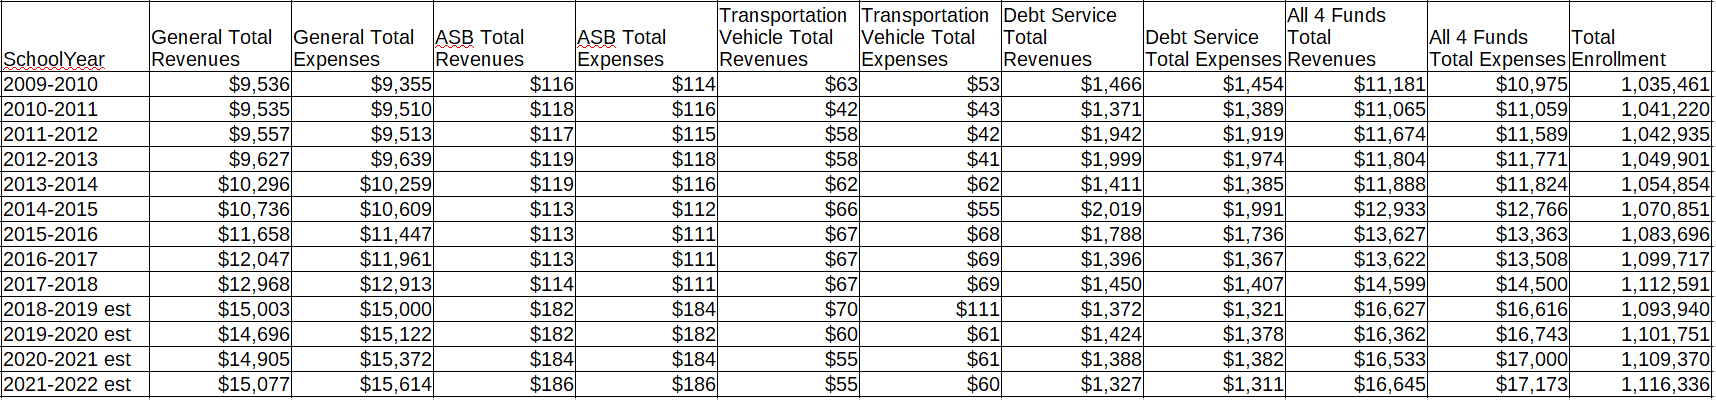 SchoolYear General Total Revenues General Total Expenses ASB Total Revenues ASB Total Expenses Transportation Vehicle Total Revenues Transportation Vehicle Total Expenses Debt Service Total Revenues Debt Service Total Expenses All 4 Funds Total Revenues All 4 Funds Total Expenses Total Enrollment
2009-2010 $9,536 $9,355 $116 $114 $63 $53 $1,466 $1,454 $11,181 $10,975 1,035,461
2010-2011 $9,535 $9,510 $118 $116 $42 $43 $1,371 $1,389 $11,065 $11,059 1,041,220
2011-2012 $9,557 $9,513 $117 $115 $58 $42 $1,942 $1,919 $11,674 $11,589 1,042,935
2012-2013 $9,627 $9,639 $119 $118 $58 $41 $1,999 $1,974 $11,804 $11,771 1,049,901
2013-2014 $10,296 $10,259 $119 $116 $62 $62 $1,411 $1,385 $11,888 $11,824 1,054,854
2014-2015 $10,736 $10,609 $113 $112 $66 $55 $2,019 $1,991 $12,933 $12,766 1,070,851
2015-2016 $11,658 $11,447 $113 $111 $67 $68 $1,788 $1,736 $13,627 $13,363 1,083,696
2016-2017 $12,047 $11,961 $113 $111 $67 $69 $1,396 $1,367 $13,622 $13,508 1,099,717
2017-2018 $12,968 $12,913 $114 $111 $67 $69 $1,450 $1,407 $14,599 $14,500 1,112,591
2018-2019 est $15,003 $15,000 $182 $184 $70 $111 $1,372 $1,321 $16,627 $16,616 1,093,940
2019-2020 est $14,696 $15,122 $182 $182 $60 $61 $1,424 $1,378 $16,362 $16,743 1,101,751
2020-2021 est $14,905 $15,372 $184 $184 $55 $61 $1,388 $1,382 $16,533 $17,000 1,109,370
2021-2022 est $15,077 $15,614 $186 $186 $55 $60 $1,327 $1,311 $16,645 $17,173 1,116,336